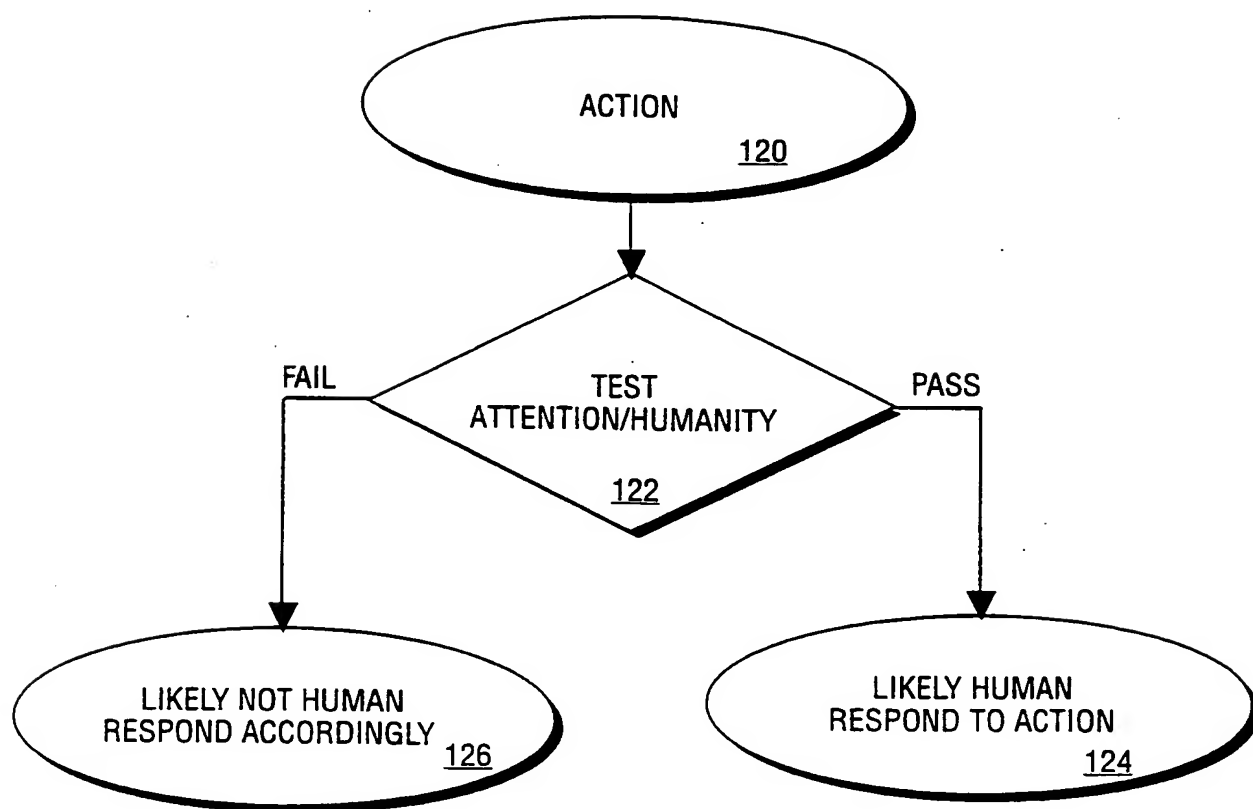 ACTION
120
FAIL
PASS
TEST
ATTENTION/HUMANITY
122
LIKELY NOT HUMAN
RESPOND ACCORDINGLY
126
LIKELY HUMAN
RESPOND TO ACTION
124